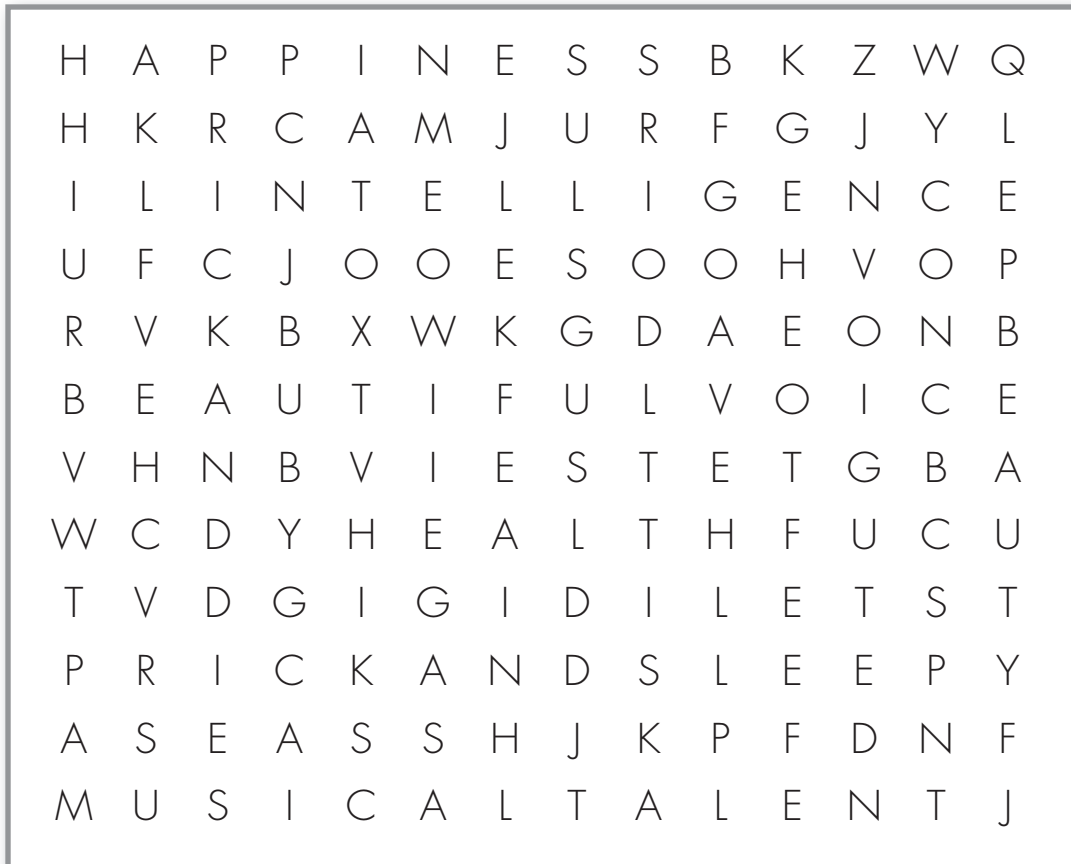 H A P P I N E S S B K Z W Q
H K R C A M J U R F G J Y L
I L I N T E L L I G E N C E
U F C J O O E S O O H V O P
R V K B X W K G D A E O N B
B E A U T I F U L V O I C E
V H N B V I E S T E T G B A
W C D Y H E A L T H F U C U
T V D G I G I D I L E T S T
P R I C K A N D S L E E P Y
A S E A S S H J K P F D N F
M U S I C A L T A L E N T J